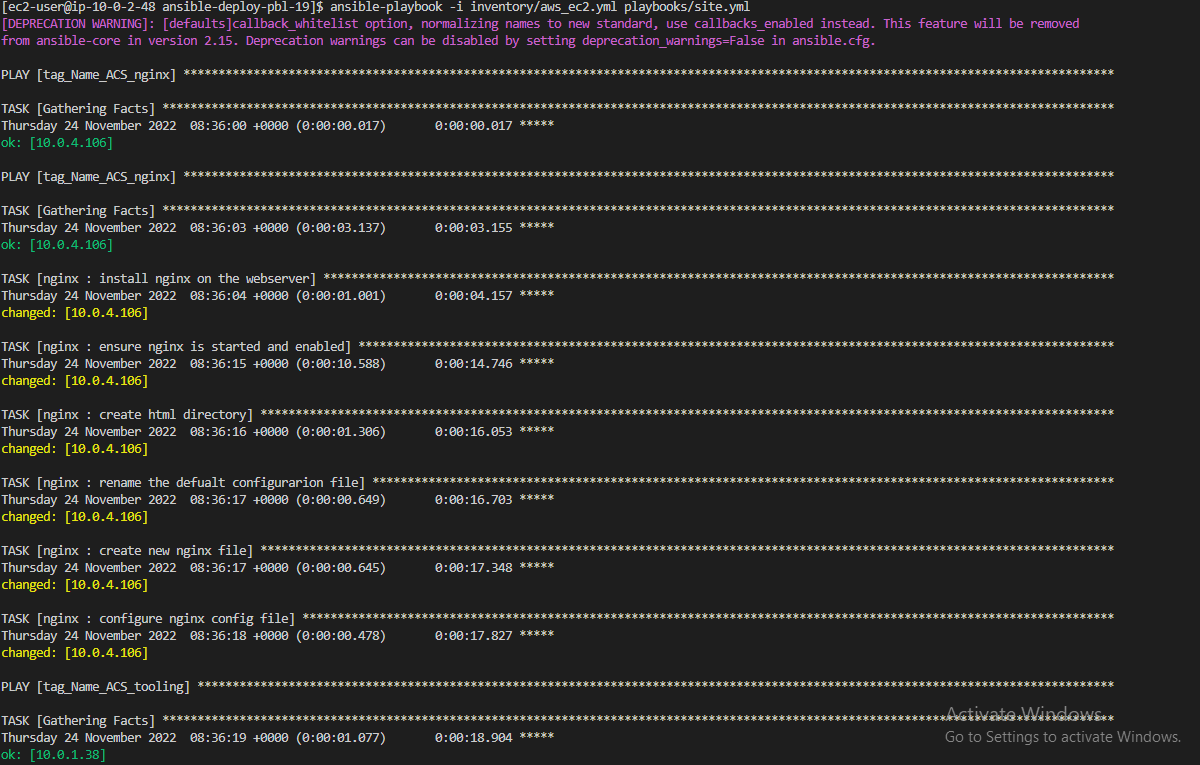 [ec2-user@ip-10-0-2-48 ansible-deploy-pbl-19]$ ansible-playbook -i inventory/aws_ec2.yml playbooks/site.yml
[DEPRECATION WARNING]: [defaults]callback_whitelist option, normalizing names to new standard, use callbacks_enabled instead. This feature will be removed
from ansible-core in version 2.15. Deprecation warnings can be disabled by setting deprecation_warnings=False in ansible.cfg.
PLAY [tag_Name_ACS_nginx] *************************************************************************************************************************************
TASK [Gathering Facts] ****************************************************************************************************************************************
Thursday 24 November 2022  08:36:00 +0000 (0:00:00.017)       0:00:00.017 *****
ok: [10.0.4.106]
PLAY [tag_Name_ACS_nginx] *************************************************************************************************************************************
TASK [Gathering Facts] ****************************************************************************************************************************************
Thursday 24 November 2022  08:36:03 +0000 (0:00:03.137)       0:00:03.155 *****
ok: [10.0.4.106]
TASK [nginx : install nginx on the webserver] *****************************************************************************************************************
Thursday 24 November 2022  08:36:04 +0000 (0:00:01.001)       0:00:04.157 *****
changed: [10.0.4.106]
TASK [nginx : ensure nginx is started and enabled] ************************************************************************************************************
Thursday 24 November 2022  08:36:15 +0000 (0:00:10.588)       0:00:14.746 *****
changed: [10.0.4.106]
TASK [nginx : create html directory] **************************************************************************************************************************
Thursday 24 November 2022  08:36:16 +0000 (0:00:01.306)       0:00:16.053 *****
changed: [10.0.4.106]
TASK [nginx : rename the defualt configurarion file] **********************************************************************************************************
Thursday 24 November 2022  08:36:17 +0000 (0:00:00.649)       0:00:16.703 *****
changed: [10.0.4.106]
TASK [nginx : create new nginx file] **************************************************************************************************************************
Thursday 24 November 2022  08:36:17 +0000 (0:00:00.645)       0:00:17.348 *****
changed: [10.0.4.106]
TASK [nginx : configure nginx config file] ********************************************************************************************************************
Thursday 24 November 2022  08:36:18 +0000 (0:00:00.478)       0:00:17.827 *****
changed: [10.0.4.106]
PLAY [tag_Name_ACS_tooling] ***********************************************************************************************************************************
TASK [Gathering Facts] ****************************************************************************************************************************************
Thursday 24 November 2022  08:36:19 +0000 (0:00:01.077)       0:00:18.904 *****
ok: [10.0.1.38]
Activate Windows
Go to Settings to activate Windows.